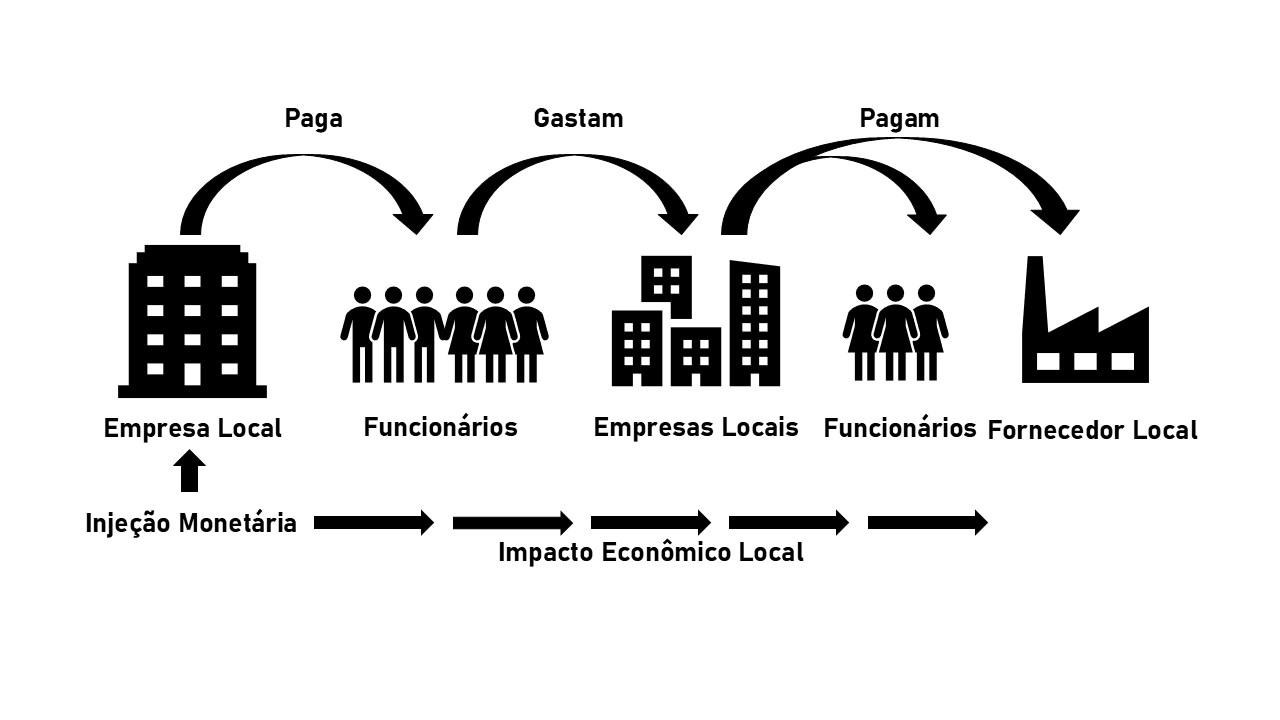 Paga
Gastam
Pagam
Empresa Local
Funcionários
Empresas Locais
Funcionários
Fornecedor Local
Injeção Monetária
Impacto Econômico Local